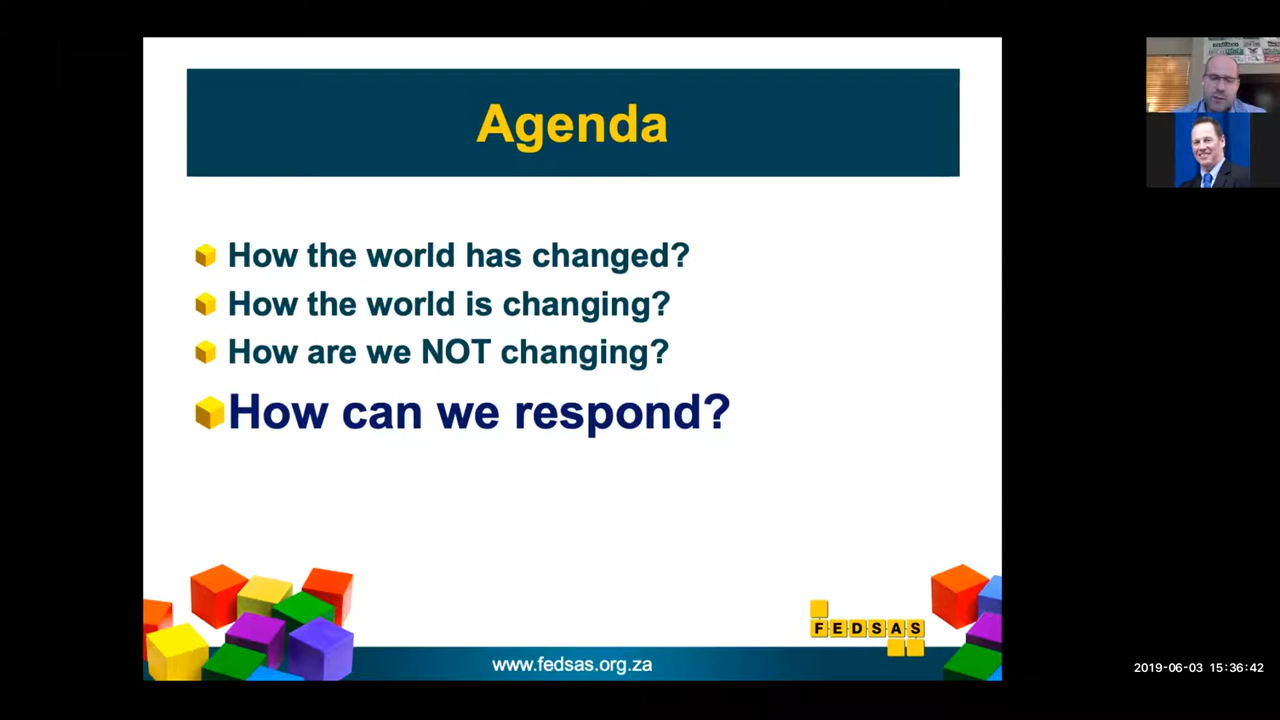 Agenda
How the world has changed?
How the world is changing?
How are we NOT changing?
How can we respond?
FEDSAS
www.fedsas.org.za
2019-06-03 15:36:42